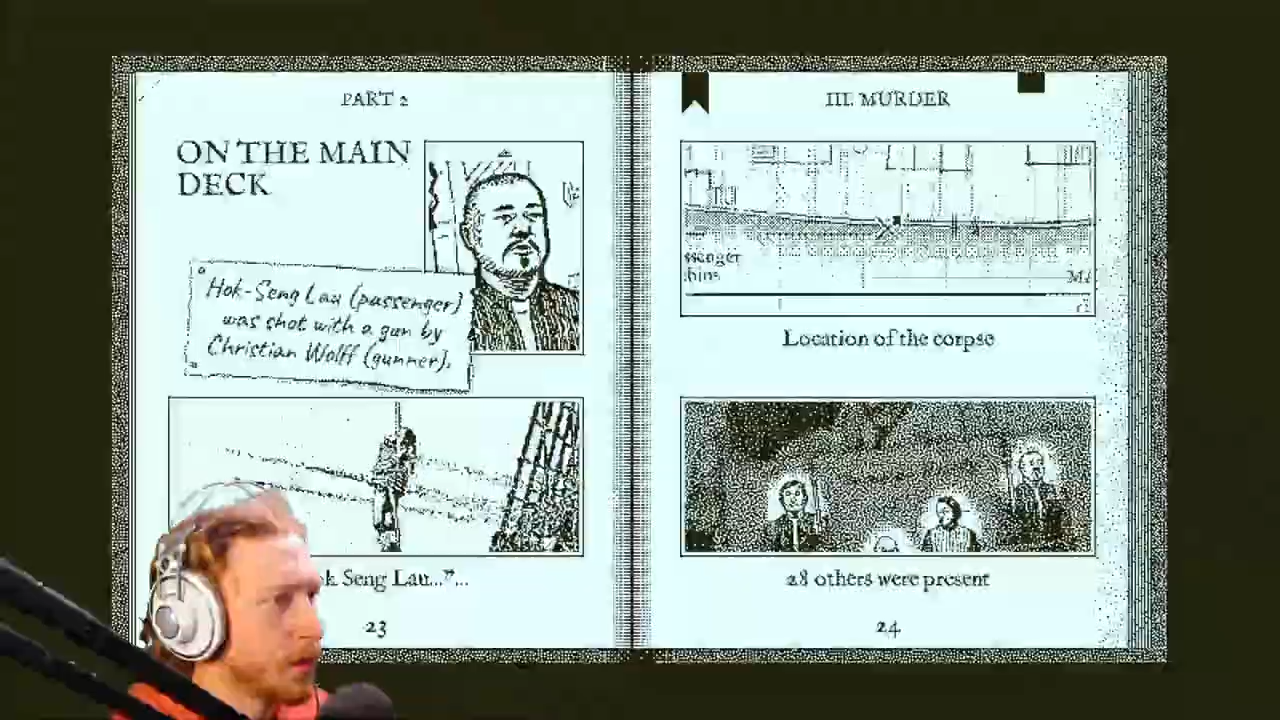 PART 2
ON THE MAIN
DECK
Hok-Seng Lau (passenger)
was shot with a gun by
Christian Wolff (gunner).
Seng Lau..."...
23
III. MURDER
Location of the corpse
28 others were present
24